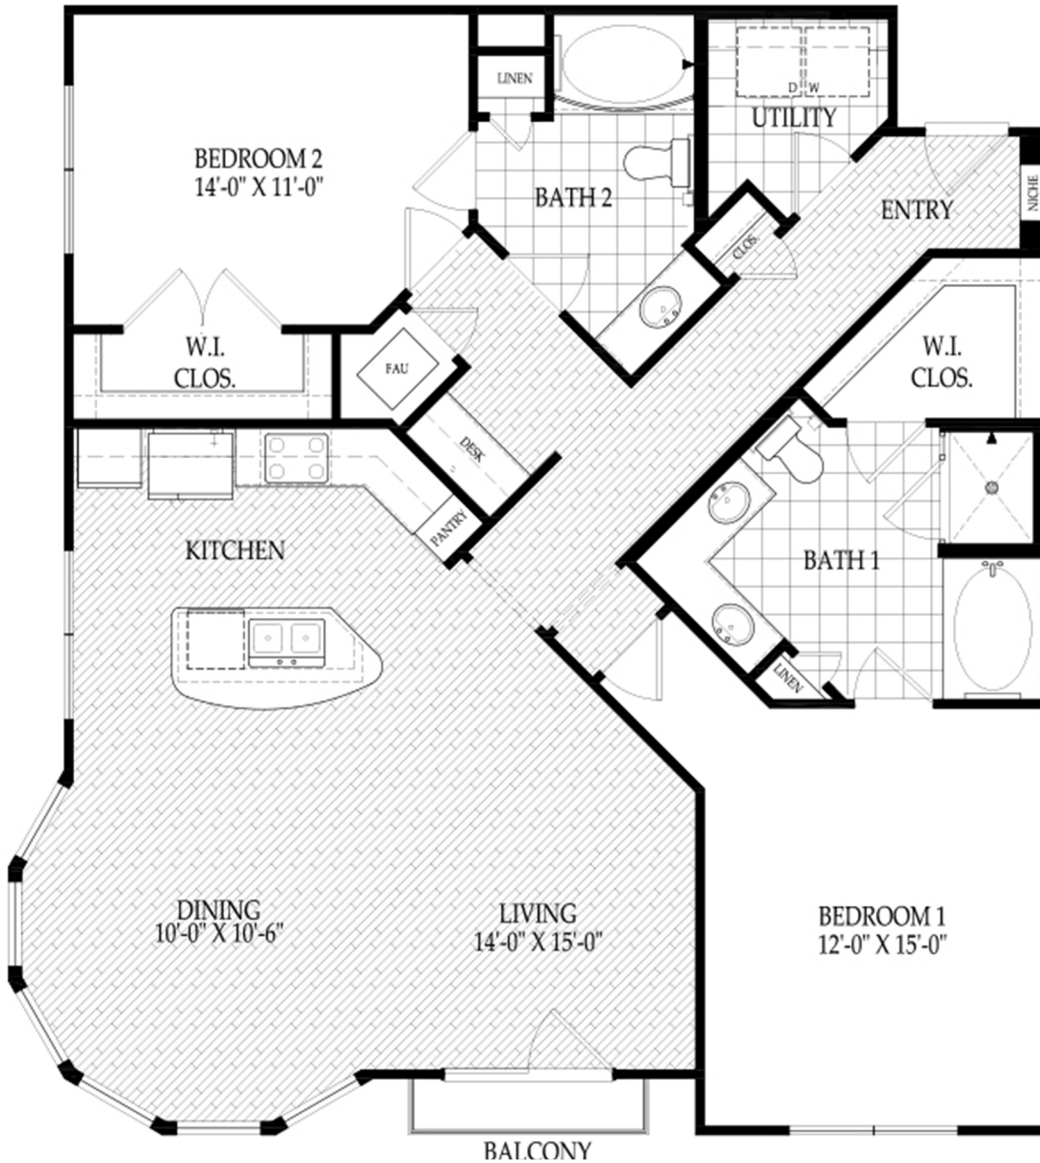 LINEN
D W
UTILITY
BEDROOM 2
14'-0" X 11'-0"
BATH 2
ENTRY
NICHE
CLOS.
W.I.
CLOS.
FAU
W.I.
CLOS.
DESK
PANTRY
KITCHEN
BATH 1
LINEN
DINING
10'-0" X 10'-6"
LIVING
14'-0" X 15'-0"
BEDROOM 1
12'-0" X 15'-0"
BALCONY